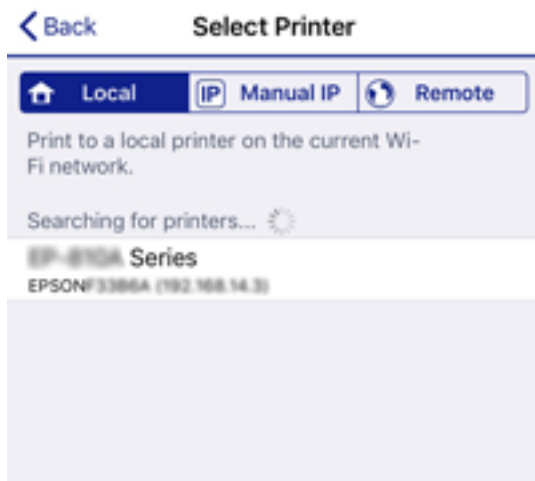 Back Select Printer
Local IP Manual IP Remote
Print to a local printer on the current Wi-
Fi network.
Searching for printers...
Series
EPSON